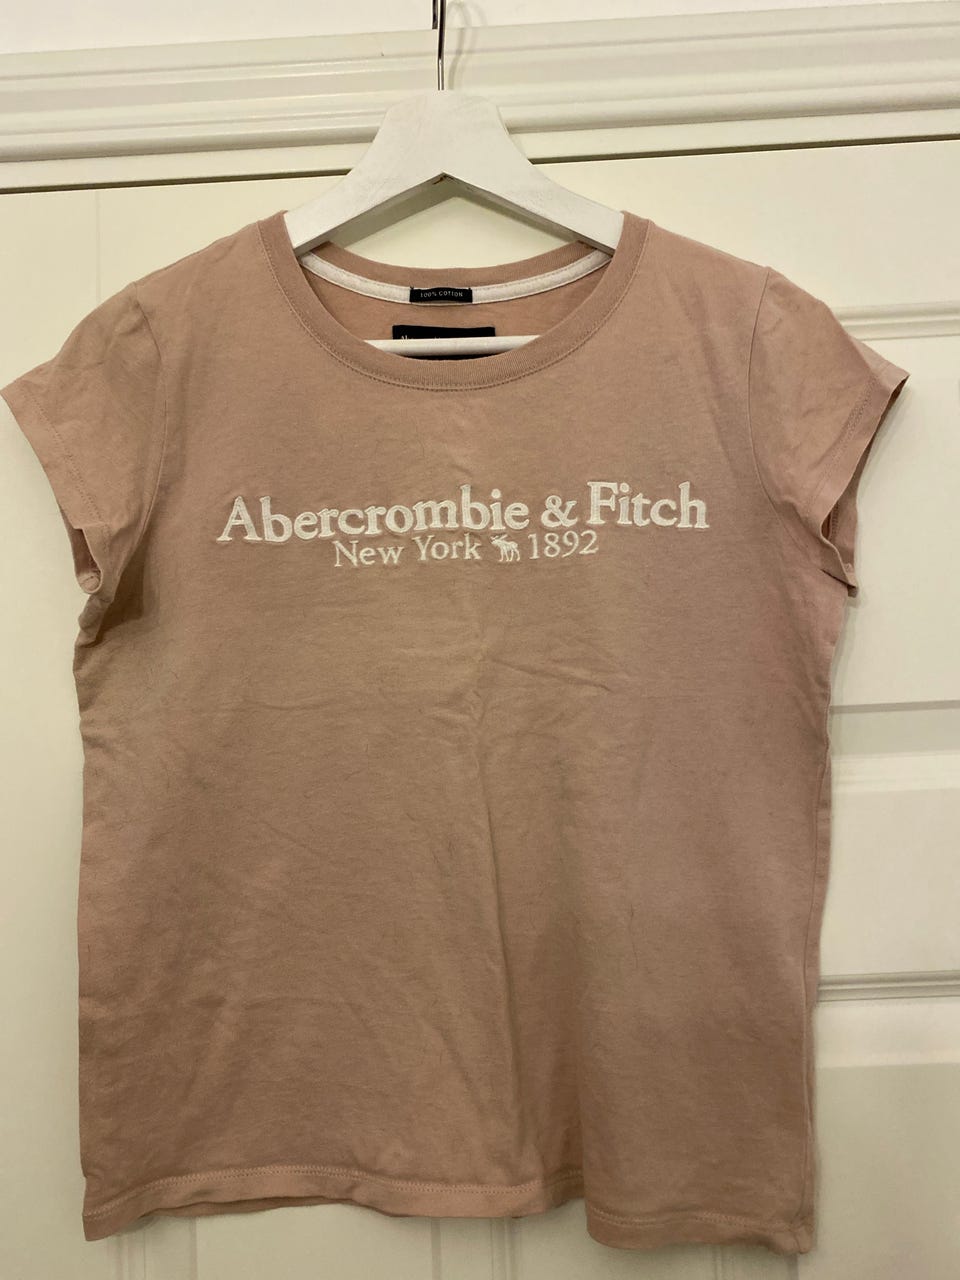 100% COTTON
Abercrombie & Fitch
New York 1892